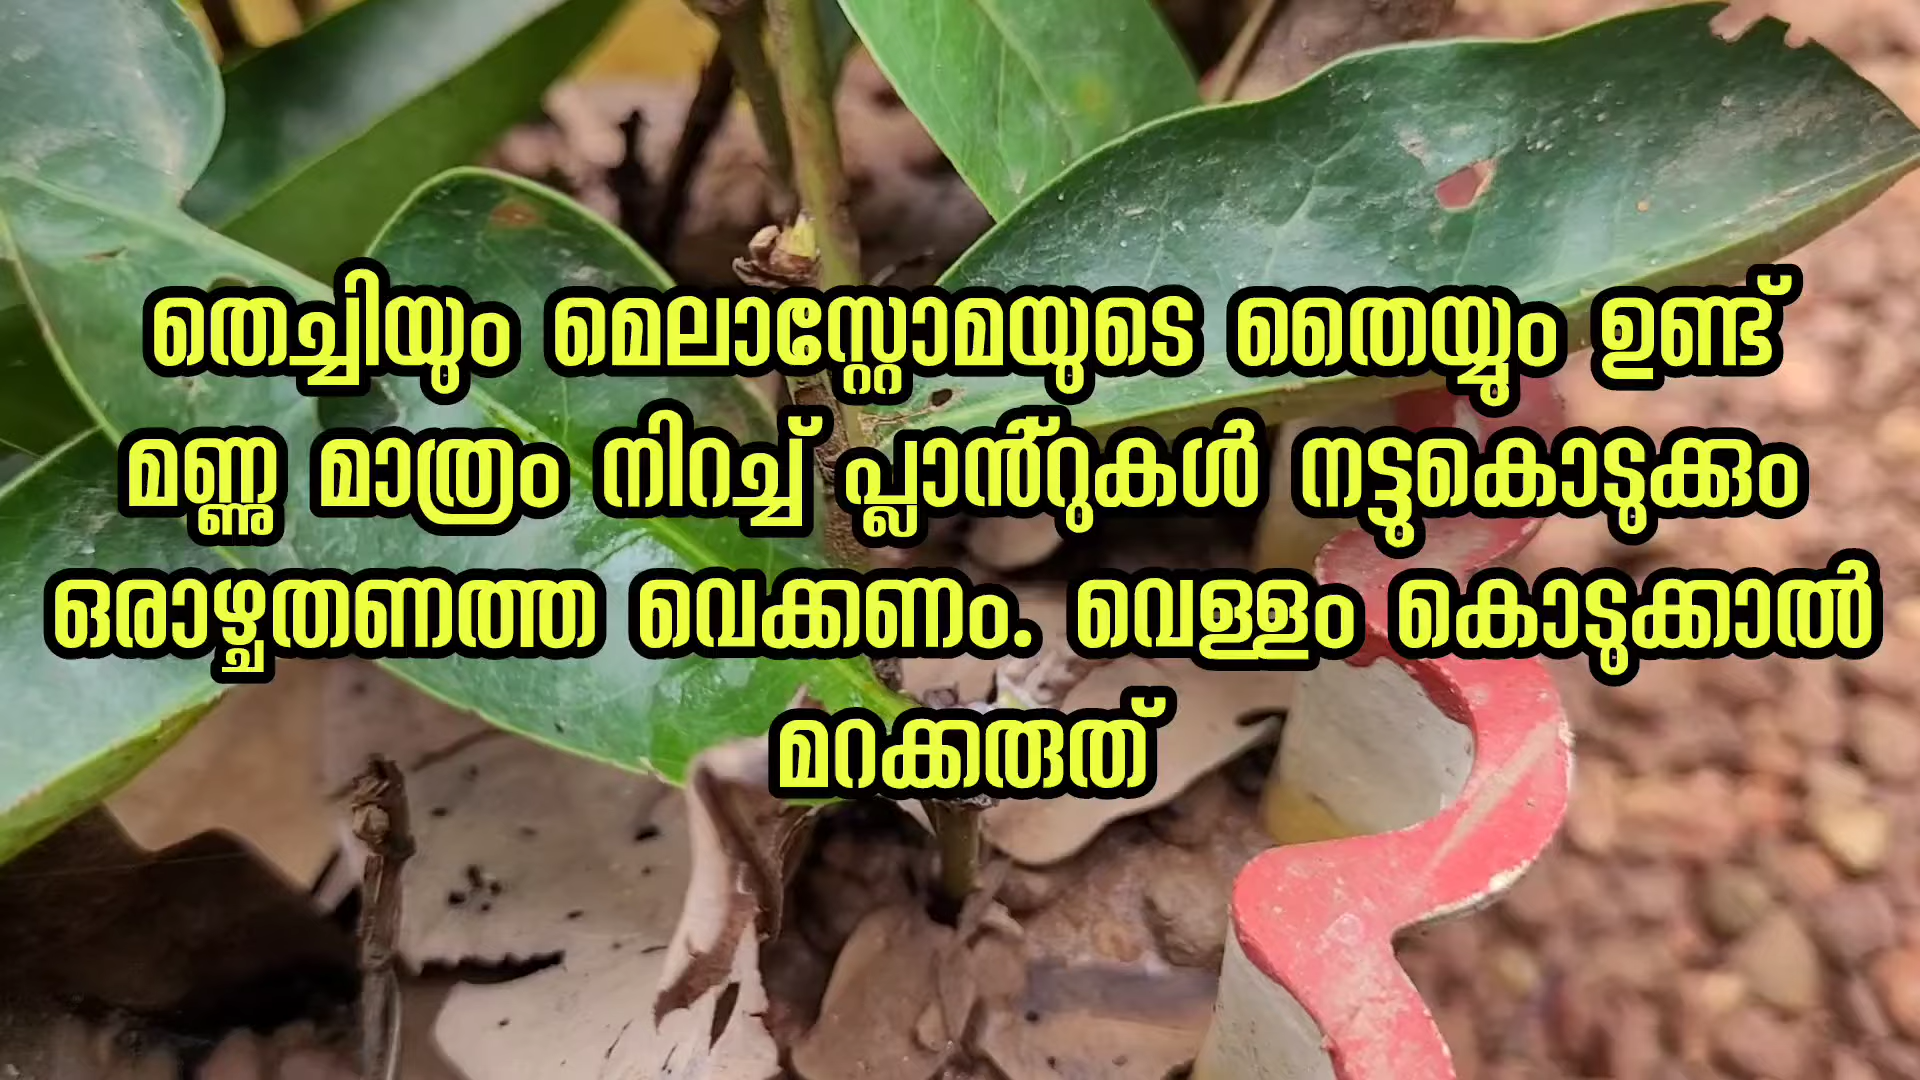 തെച്ചിയും മെലാസ്റ്റോമയുടെ തൈയ്യും ഉണ്ട്
മണ്ണു മാത്രം നിറച്ച് പ്ലാൻ്റുകൾ നട്ടുകൊടുക്കും
ഒരാഴ്ചതണത്ത വെക്കണം. വെള്ളം കൊടുക്കാൽ
മറക്കരുത്